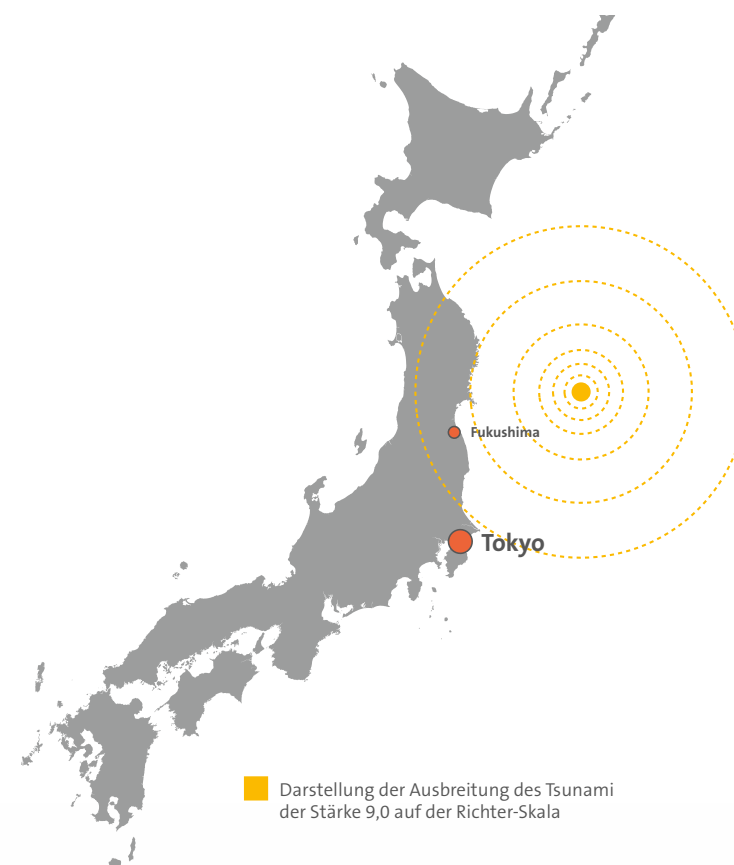 Fukushima
Tokyo
Darstellung der Ausbreitung des Tsunami
der Stärke 9,0 auf der Richter-Skala